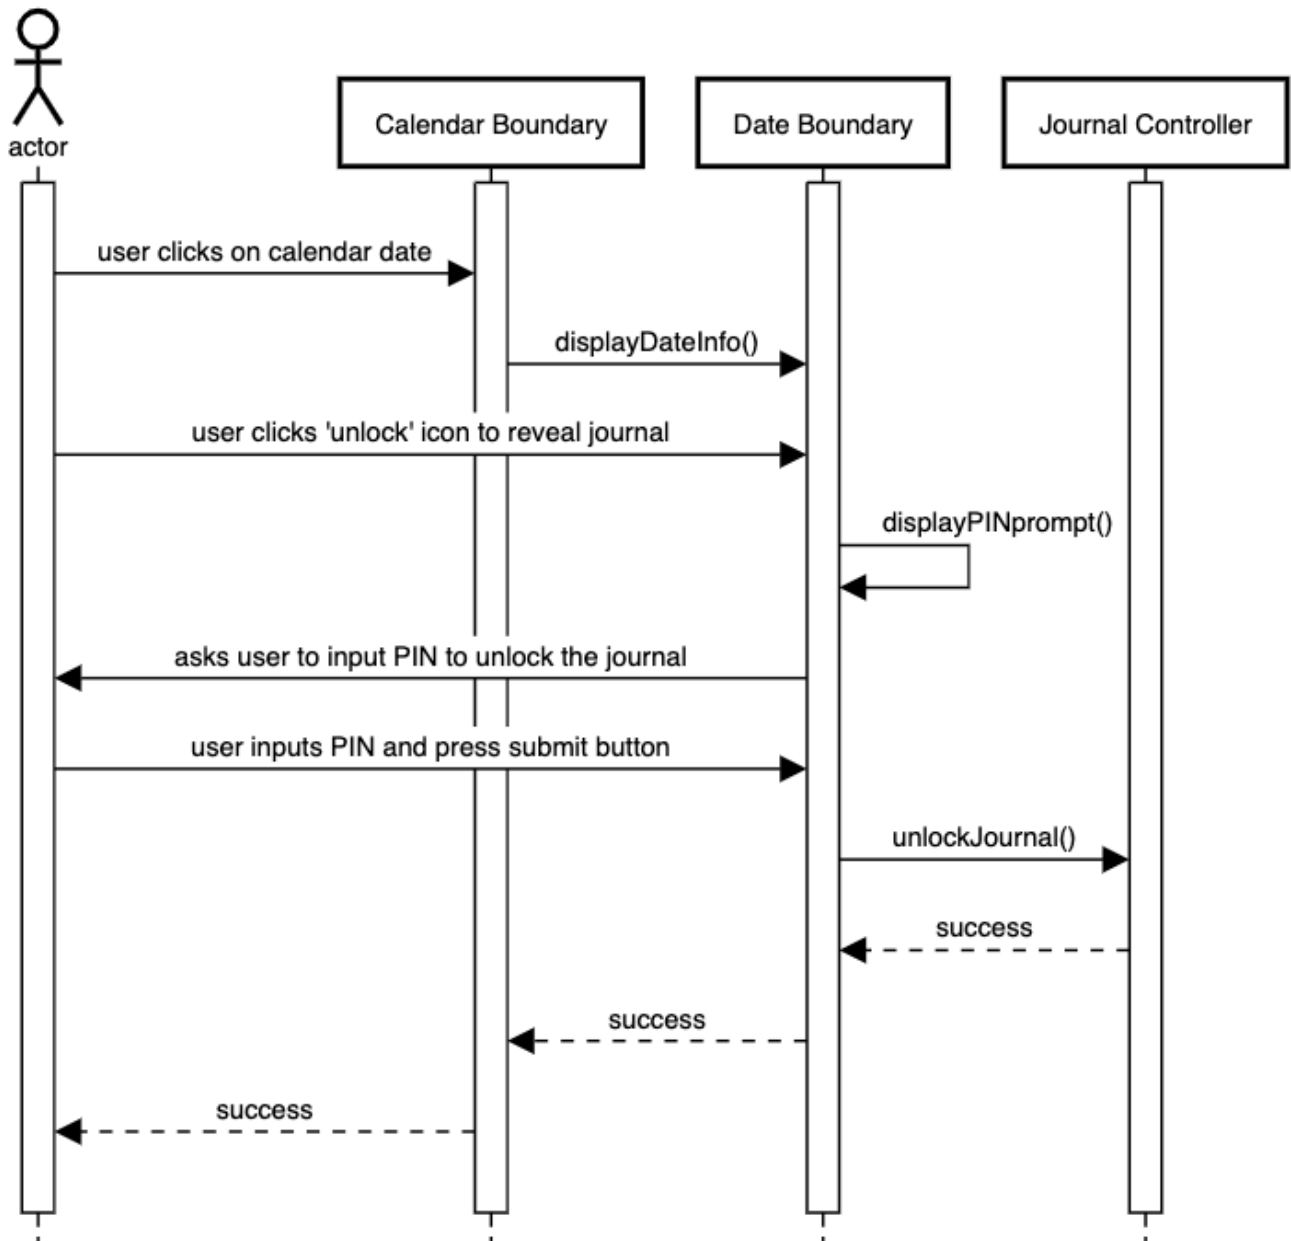 actor
Calendar Boundary
Date Boundary
Journal Controller
user clicks on calendar date
displayDateInfo()
user clicks 'unlock' icon to reveal journal
displayPINprompt()
asks user to input PIN to unlock the journal
user inputs PIN and press submit button
unlockJournal()
success
success
success